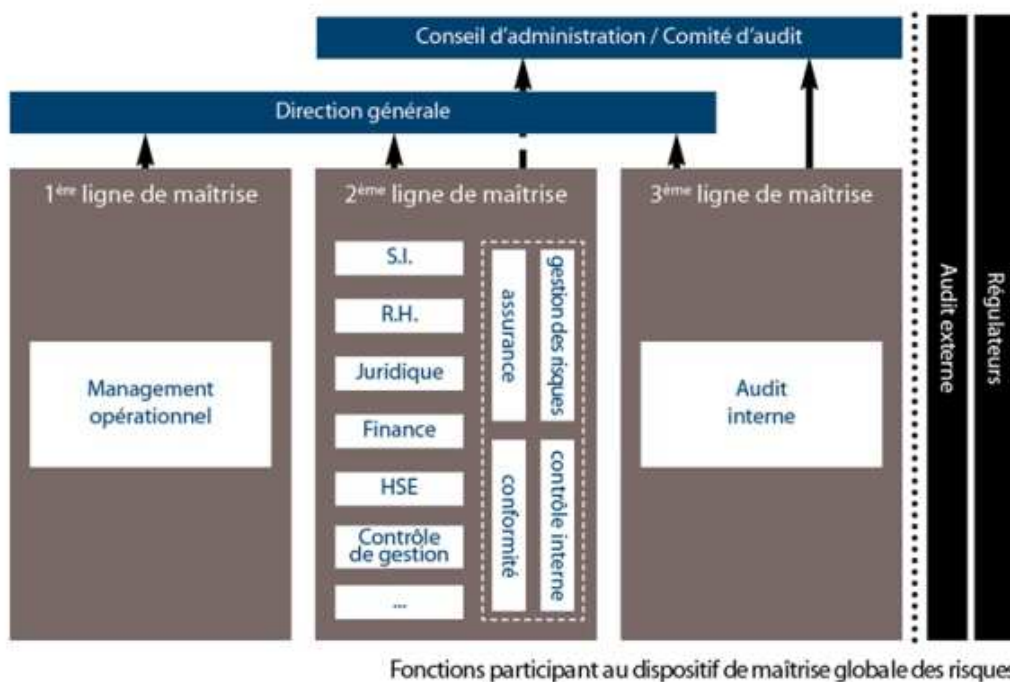 Conseil d'administration / Comité d'audit
Direction générale
1ère ligne de maîtrise
Management
opérationnel
2ème ligne de maîtrise
S.I.
R.H.
Juridique
Finance
HSE
Contrôle
de gestion
...
assurance
gestion des risques
conformité
contrôle interne
3ème ligne de maîtrise
Audit
interne
Audit externe
Régulateurs
Fonctions participant au dispositif de maîtrise globale des risques